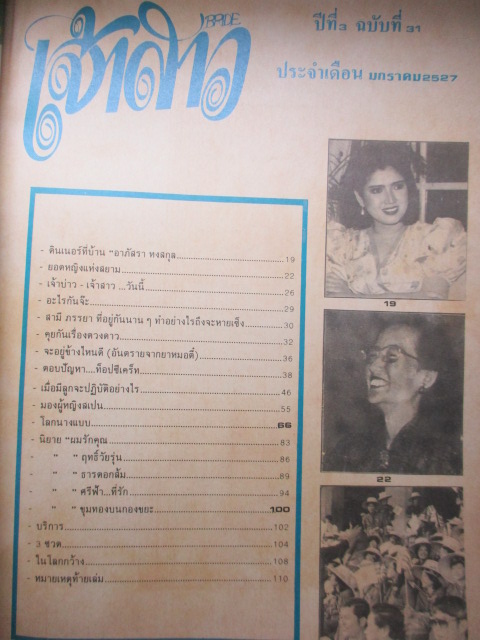 เจ้าสาว
BRIDE
ปีที่ 3 ฉบับที่ 31
ประจำเดือน มกราคม 2527
- ดินเนอร์ที่บ้าน "อาภัสรา หงสกุล 19
- ยอดหญิงแห่งสยาม 22
- เจ้าบ่าว - เจ้าสาว ...วันนี้ 26
- อะไรกันจ๊ะ 29
- สามี ภรรยา ที่อยู่กันนาน ๆ ทำอย่างไรถึงจะหายเซ็ง 30
- คุยกันเรื่องดวงดาว 32
- จะอยู่ข้างไหนดี (อันตรายจากยาหมอตี๋) 36
- ตอบปัญหา....ท็อปซีเคร็ท 38
- เมื่อมีลูกจะปฏิบัติอย่างไร 46
- มองผู้หญิงสเปน 55
- โลกนางแบบ 66
- นิยาย "ผมรักคุณ 83
" " ฤทธิ์วัยรุ่น 86
" " ธารดอกส้ม 89
" " ศรีฟ้า...ที่รัก 94
" " ขุมทองบนกองขยะ 100
- บริการ 102
- 3 ชวด 104
- ในโลกกว้าง 108
- หมายเหตุท้ายเล่ม 110
19
22